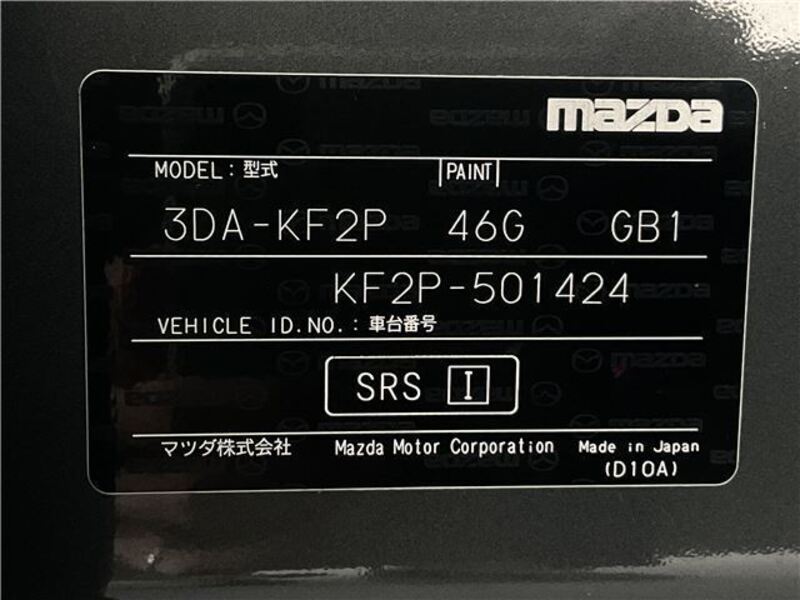 mazda
MODEL：型式 PAINT
3DA-KF2P 46G GB1
KF2P-501424
VEHICLE ID.NO.：車台番号
SRS I
マツダ株式会社 Mazda Motor Corporation Made in Japan
(D10A)